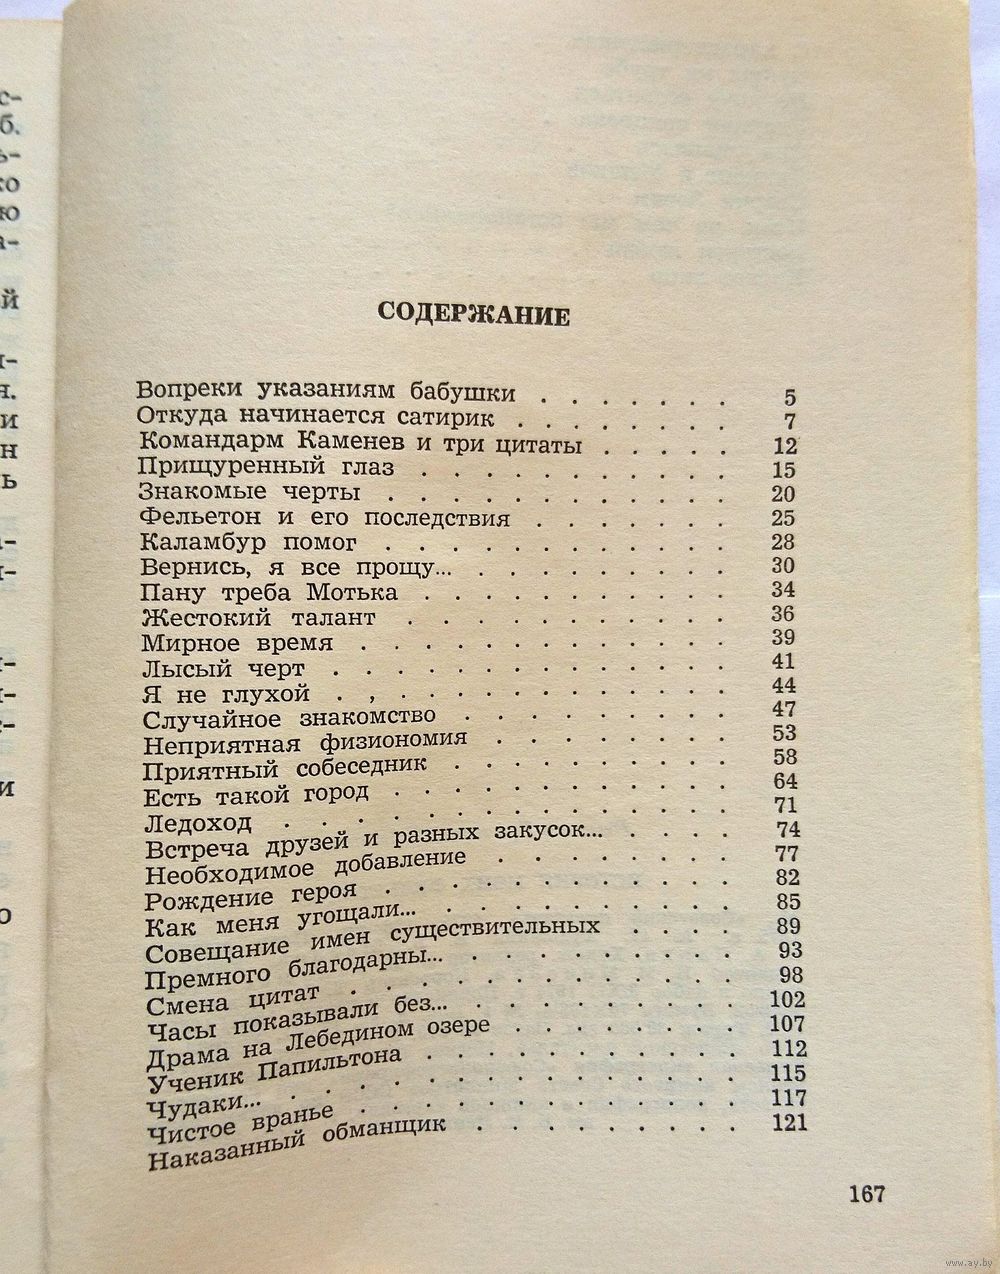 СОДЕРЖАНИЕ
Вопреки указаниям бабушки . . . . . . . 5
Откуда начинается сатирик . . . . . . . 7
Командарм Каменев и три цитаты . . . . . 12
Прищуренный глаз . . . . . . . . . . 15
Знакомые черты . . . . . . . . . . . 20
Фельетон и его последствия . . . . . . 25
Каламбур помог . . . . . . . . . . . 28
Вернись, я все прощу... . . . . . . . . 30
Пану треба Мотька . . . . . . . . . . 34
Жестокий талант . . . . . . . . . . 36
Мирное время . . . . . . . . . . . . 39
Лысый черт . . . . . . . . . . . . 41
Я не глухой . , . . . . . . . . . . 44
Случайное знакомство . . . . . . . . 47
Неприятная физиономия . . . . . . . 53
Приятный собеседник . . . . . . . . . 58
Есть такой город . . . . . . . . . . 64
Ледоход . . . . . . . . . . . . . 71
Встреча друзей и разных закусок... . . . . 74
Необходимое добавление . . . . . . . 77
Рождение героя . . . . . . . . . . . 82
Как меня угощали... . . . . . . . . . 85
Совещание имен существительных . . . . 89
Премного благодарны... . . . . . . . . 93
Смена цитат . . . . . . . . . . . . 98
Часы показывали без... . . . . . . . . 102
Драма на Лебедином озере . . . . . . . 107
Ученик Папильтона . . . . . . . . . . 112
Чудаки... . . . . . . . . . . . . . 115
Чистое вранье . . . . . . . . . . . 117
Наказанный обманщик . . . . . . . . 121
167
www.ay.by